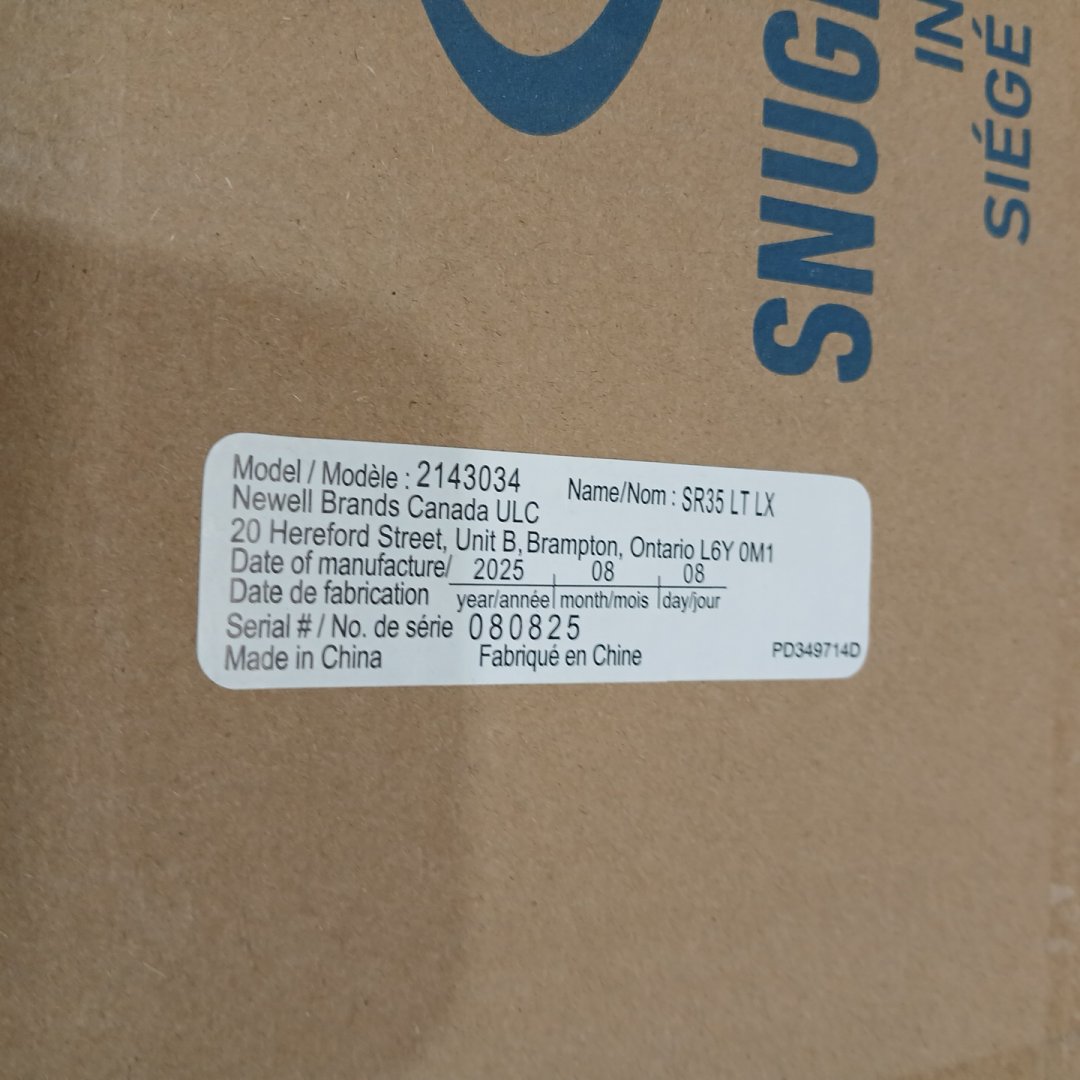 SNUG
IN
SIÉGE
Model / Modèle : 2143034 Name/Nom : SR35 LT LX
Newell Brands Canada ULC
20 Hereford Street, Unit B, Brampton, Ontario L6Y 0M1
Date of manufacture/ 2025 08 08
Date de fabrication year/année month/mois day/jour
Serial # / No. de série 080825
Made in China Fabriqué en Chine PD349714D